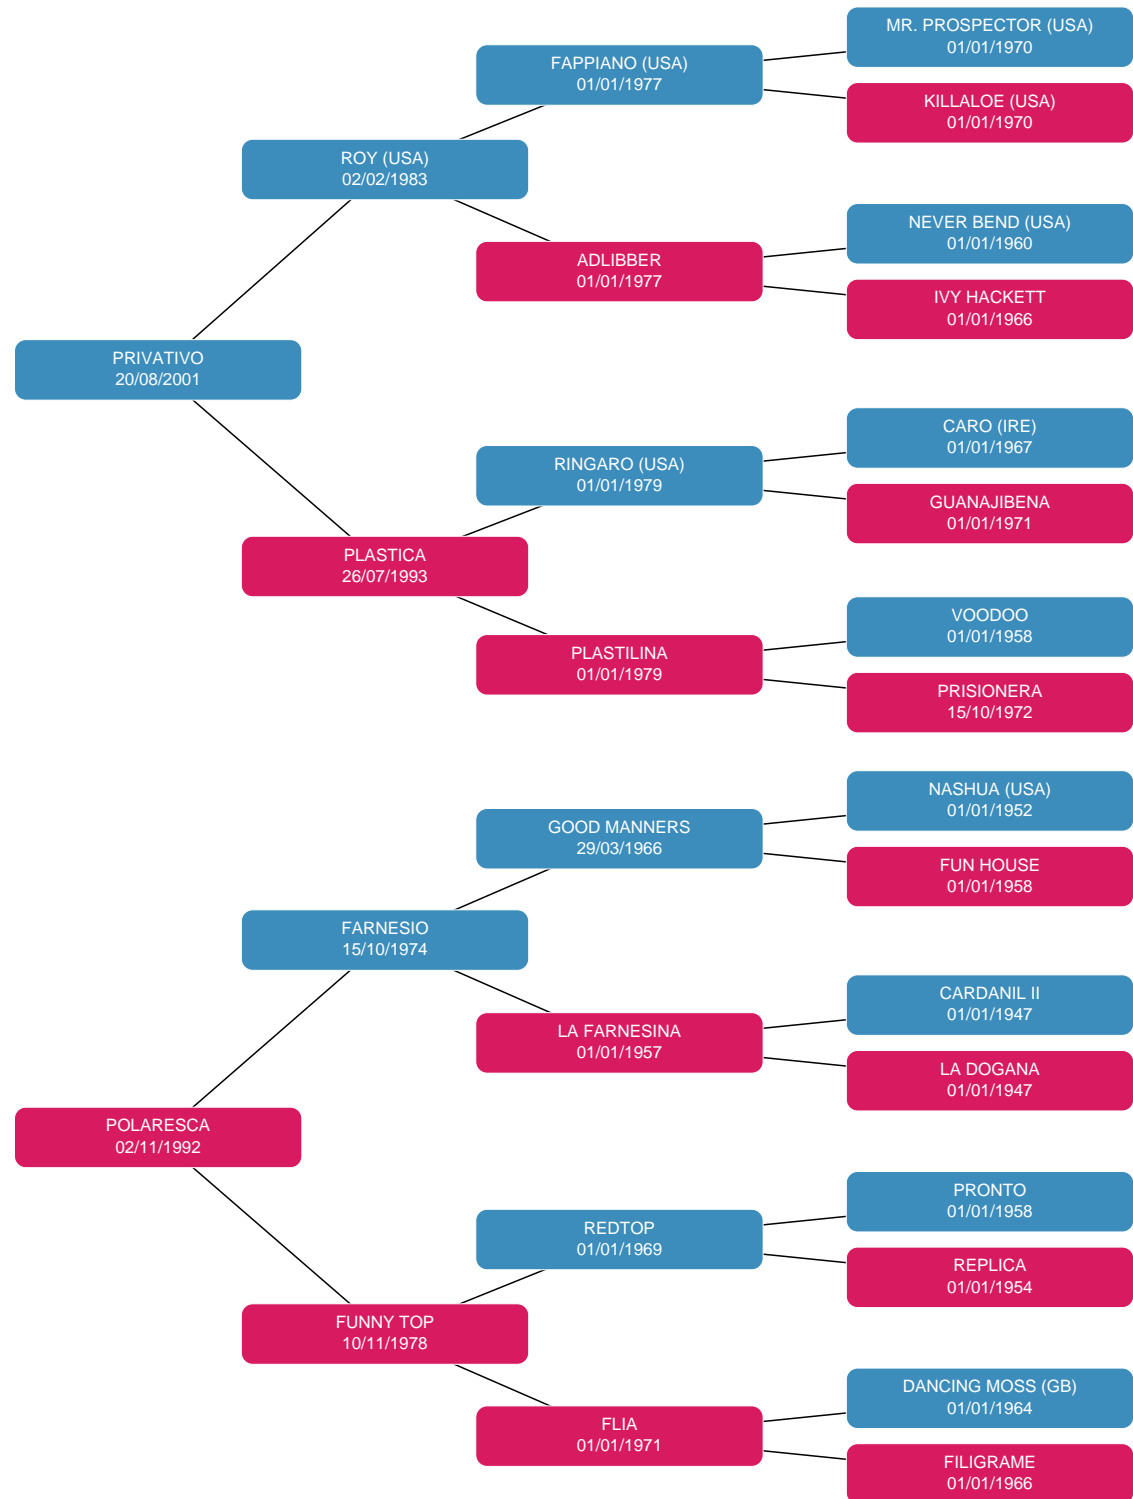 MR. PROSPECTOR (USA)
01/01/1970
FAPPIANO (USA)
01/01/1977
KILLALOE (USA)
01/01/1970
ROY (USA)
02/02/1983
NEVER BEND (USA)
01/01/1960
ADLIBBER
01/01/1977
IVY HACKETT
01/01/1966
PRIVATIVO
20/08/2001
CARO (IRE)
01/01/1967
RINGARO (USA)
01/01/1979
GUANAJIBENA
01/01/1971
PLASTICA
26/07/1993
VOODOO
01/01/1958
PLASTILINA
01/01/1979
PRISIONERA
15/10/1972
NASHUA (USA)
01/01/1952
GOOD MANNERS
29/03/1966
FUN HOUSE
01/01/1958
FARNESIO
15/10/1974
CARDANIL II
01/01/1947
LA FARNESINA
01/01/1957
LA DOGANA
01/01/1947
POLARESCA
02/11/1992
PRONTO
01/01/1958
REDTOP
01/01/1969
REPLICA
01/01/1954
FUNNY TOP
10/11/1978
DANCING MOSS (GB)
01/01/1964
FLIA
01/01/1971
FILIGRAME
01/01/1966